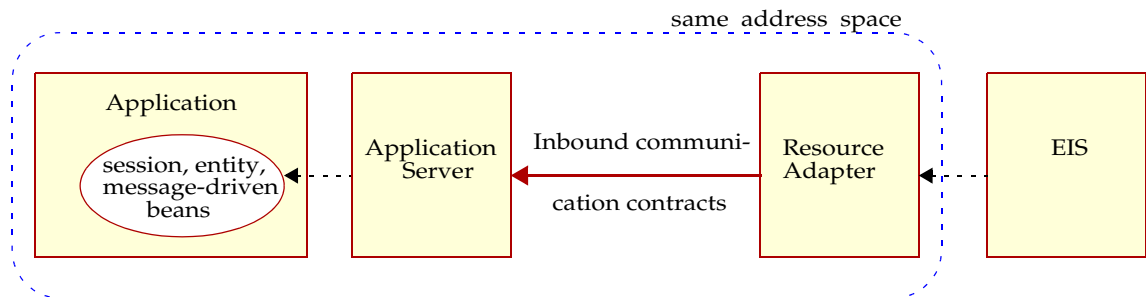 same address space
Application
session, entity,
message-driven
beans
Application
Server
Inbound communi-
cation contracts
Resource
Adapter
EIS